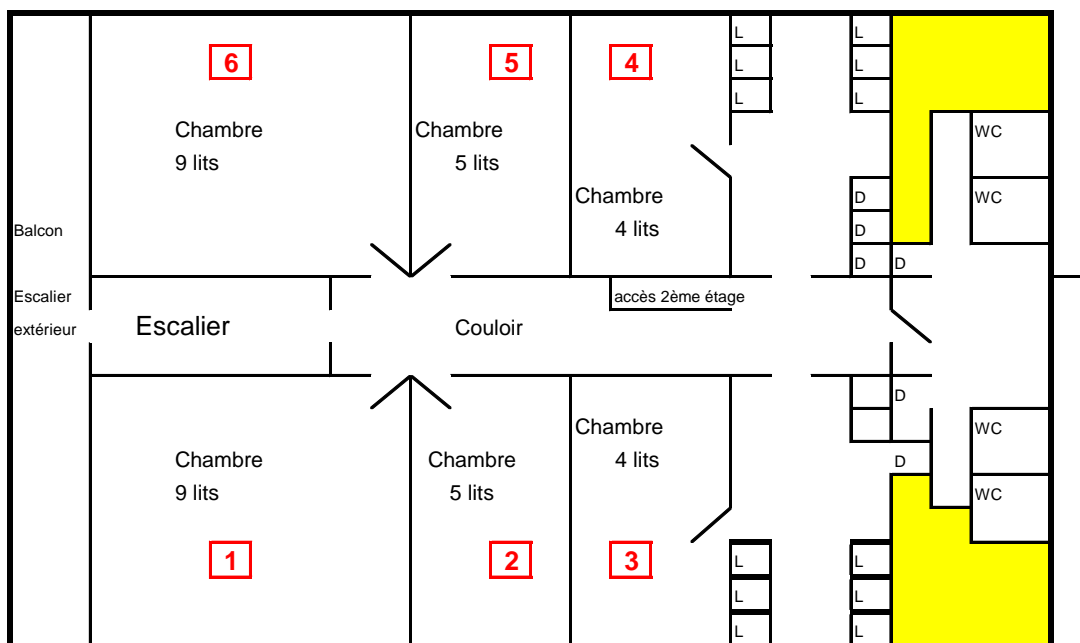 6
5
4
L
L
L
L
L
L
Chambre
9 lits
Chambre
5 lits
WC
Chambre
4 lits
D
WC
Balcon
D
D
D
Escalier
extérieur
Escalier
Couloir
accès 2ème étage
D
Chambre
4 lits
WC
Chambre
9 lits
Chambre
5 lits
D
WC
1
2
3
L
L
L
L
L
L